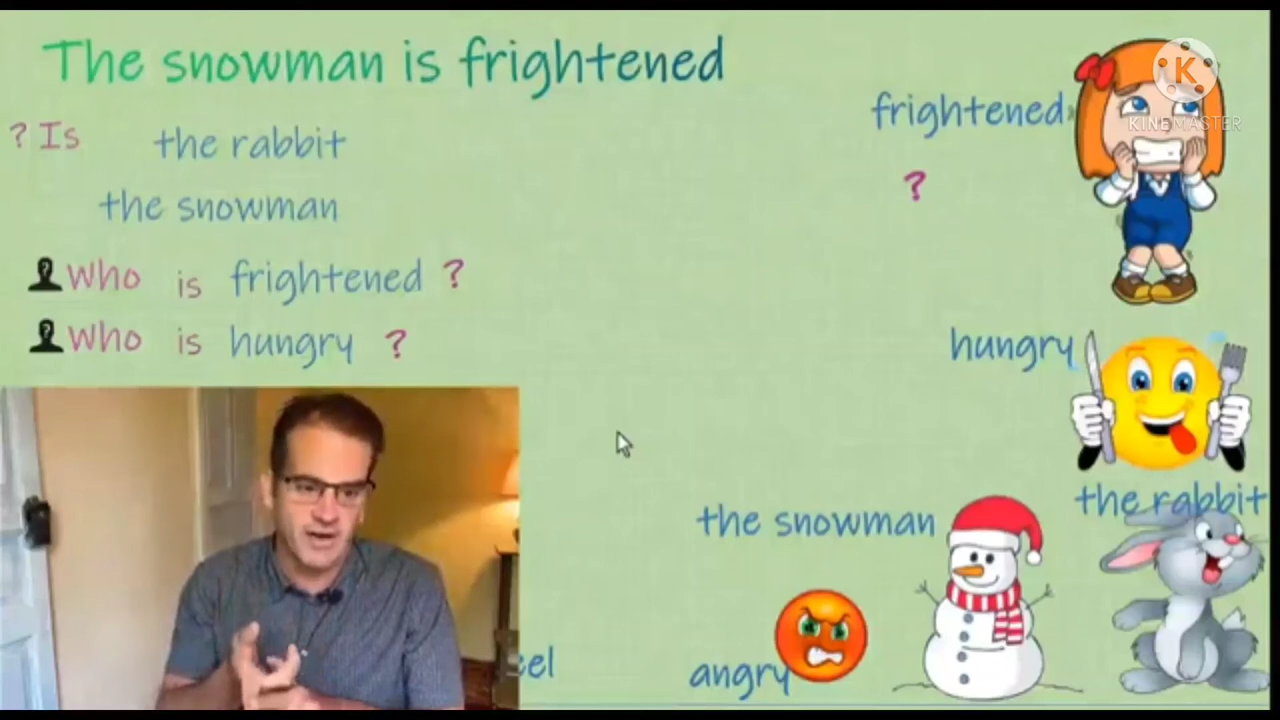 The snowman is frightened
? Is the rabbit
the snowman
Who is frightened ?
Who is hungry ?
frightened
?
K
KINEMASTER
hungry
the rabbit
the snowman
angry